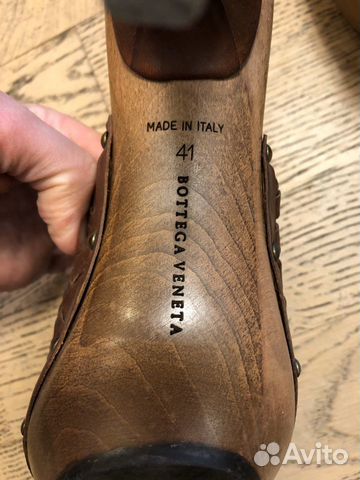 MADE IN ITALY
41
BOTTEGA VENETA
Avito